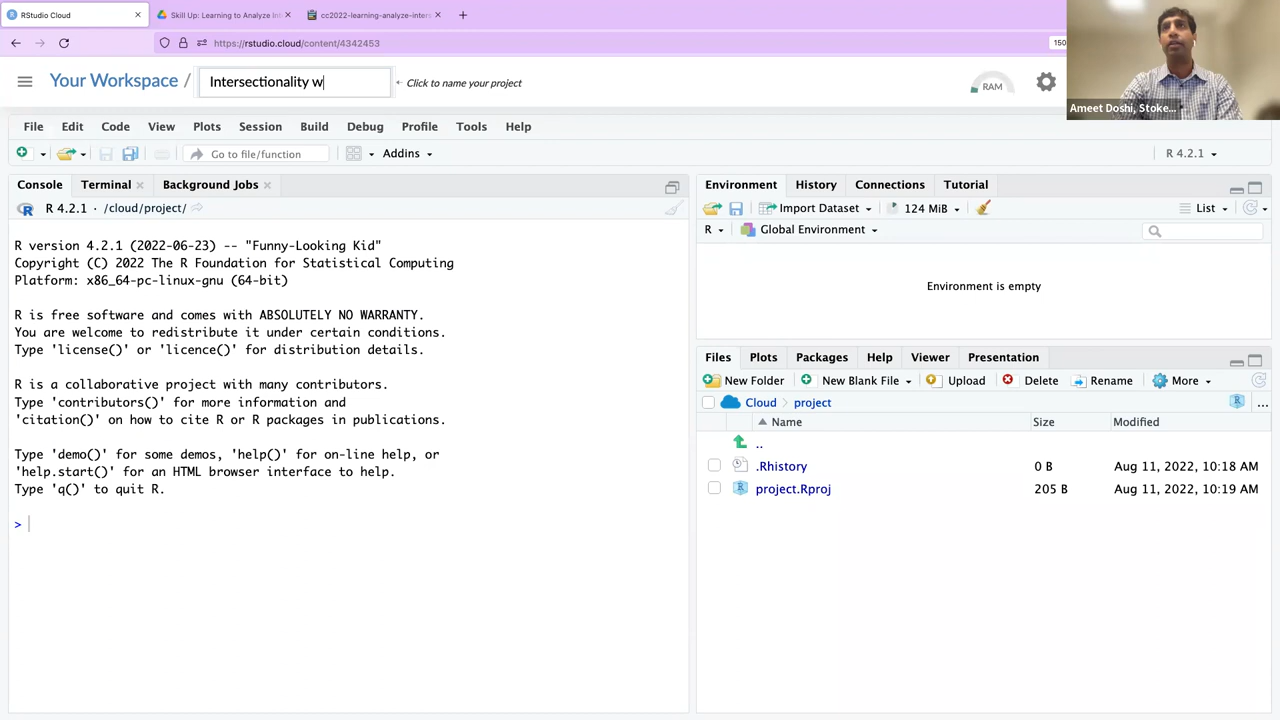 RStudio Cloud
Skill Up: Learning to Analyze In
cc2022-learning-analyze-inters
https://rstudio.cloud/content/4342453
150
Your Workspace / Intersectionality w
Click to name your project
RAM
Ameet Doshi, Stoke...
File Edit Code View Plots Session Build Debug Profile Tools Help
Go to file/function Addins R 4.2.1
Console Terminal Background Jobs
R 4.2.1 · /cloud/project/
R version 4.2.1 (2022-06-23) -- "Funny-Looking Kid"
Copyright (C) 2022 The R Foundation for Statistical Computing
Platform: x86_64-pc-linux-gnu (64-bit)
R is free software and comes with ABSOLUTELY NO WARRANTY.
You are welcome to redistribute it under certain conditions.
Type 'license()' or 'licence()' for distribution details.
R is a collaborative project with many contributors.
Type 'contributors()' for more information and
'citation()' on how to cite R or R packages in publications.
Type 'demo()' for some demos, 'help()' for on-line help, or
'help.start()' for an HTML browser interface to help.
Type 'q()' to quit R.
>
Environment History Connections Tutorial
Import Dataset 124 MiB List
R Global Environment
Environment is empty
Files Plots Packages Help Viewer Presentation
New Folder New Blank File Upload Delete Rename More
Cloud project ...
Name Size Modified
..
.Rhistory 0 B Aug 11, 2022, 10:18 AM
project.Rproj 205 B Aug 11, 2022, 10:19 AM